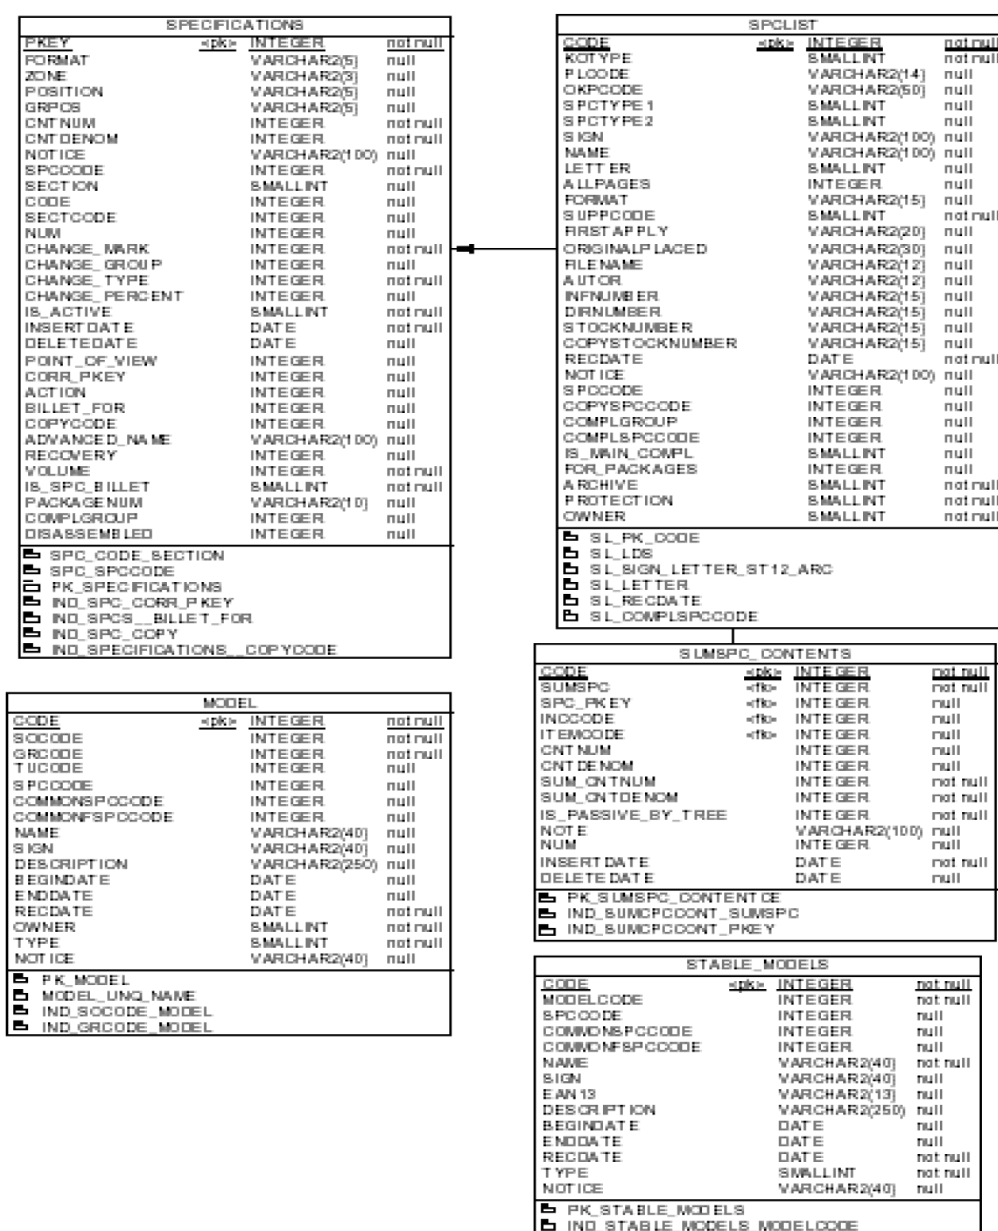 SPECIFICATIONS
PKEY <pk> INTEGER not null
FORMAT VARCHAR2(5) null
ZONE VARCHAR2(3) null
POSITION VARCHAR2(5) null
GRPOS VARCHAR2(5) null
CNTNUM INTEGER not null
CNTDENOM INTEGER not null
NOTICE VARCHAR2(100) null
SPCCODE INTEGER not null
SECTION SMALLINT null
CODE INTEGER null
SECTCODE INTEGER null
NUM INTEGER null
CHANGE_MARK INTEGER not null
CHANGE_GROUP INTEGER null
CHANGE_TYPE INTEGER not null
CHANGE_PERCENT INTEGER null
IS_ACTIVE SMALLINT not null
INSERTDATE DATE not null
DELETEDATE DATE null
POINT_OF_VIEW INTEGER null
CORR_PKEY INTEGER null
ACTION INTEGER null
BILLET_FOR INTEGER null
COPYCODE INTEGER null
ADVANCED_NAME VARCHAR2(100) null
RECOVERY INTEGER null
VOLUME INTEGER not null
IS_SPC_BILLET SMALLINT not null
PACKAGENUM VARCHAR2(10) null
COMPLGROUP INTEGER null
DISASSEMBLED INTEGER null
SPC_CODE_SECTION
SPC_SPCCODE
PK_SPECIFICATIONS
IND_SPC_CORR_PKEY
IND_SPCS__BILLET_FOR
IND_SPC_COPY
IND_SPECIFICATIONS__COPYCODE
SPCLIST
CODE <pk> INTEGER not null
KOTYPE SMALLINT not null
PLCODE VARCHAR2(14) null
OKPCODE VARCHAR2(50) null
SPCTYPE1 SMALLINT null
SPCTYPE2 SMALLINT null
SIGN VARCHAR2(100) null
NAME VARCHAR2(100) null
LETTER SMALLINT null
ALLPAGES INTEGER null
FORMAT VARCHAR2(15) null
SUPPCODE SMALLINT not null
FIRSTAPPLY VARCHAR2(20) null
ORIGINALPLACED VARCHAR2(30) null
FILENAME VARCHAR2(12) null
AUTOR VARCHAR2(12) null
INFNUMBER VARCHAR2(15) null
DIRNUMBER VARCHAR2(15) null
STOCKNUMBER VARCHAR2(15) null
COPYSTOCKNUMBER VARCHAR2(15) null
RECDATE DATE not null
NOTICE VARCHAR2(100) null
SPCCODE INTEGER null
COPYSPCCODE INTEGER null
COMPLGROUP INTEGER null
COMPLSPCCODE INTEGER null
IS_MAIN_COMPL SMALLINT null
FOR_PACKAGES INTEGER null
ARCHIVE SMALLINT not null
PROTECTION SMALLINT not null
OWNER SMALLINT not null
SL_PK_CODE
SL_LDS
SL_SIGN_LETTER_ST12_ARC
SL_LETTER
SL_RECDATE
SL_COMPLSPCCODE
SUMSPC_CONTENTS
CODE <pk> INTEGER not null
SUMSPC <fk> INTEGER not null
SPC_PKEY <fk> INTEGER null
INCCODE <fk> INTEGER null
ITEMCODE <fk> INTEGER null
CNTNUM INTEGER null
CNTDENOM INTEGER null
SUM_CNTNUM INTEGER not null
SUM_CNTDENOM INTEGER not null
IS_PASSIVE_BY_TREE INTEGER not null
NOTE VARCHAR2(100) null
NUM INTEGER null
INSERTDATE DATE not null
DELETEDATE DATE null
PK_SUMSPC_CONTENTCE
IND_SUMCPCCONT_SUMSPC
IND_SUMCPCCONT_PKEY
MODEL
CODE <pk> INTEGER not null
SOCODE INTEGER not null
GRCODE INTEGER not null
TUCODE INTEGER null
SPCCODE INTEGER null
COMMONSPCCODE INTEGER null
COMMONFSPCCODE INTEGER null
NAME VARCHAR2(40) null
SIGN VARCHAR2(40) null
DESCRIPTION VARCHAR2(250) null
BEGINDATE DATE null
ENDDATE DATE null
RECDATE DATE not null
OWNER SMALLINT not null
TYPE SMALLINT not null
NOTICE VARCHAR2(40) null
PK_MODEL
MODEL_UNQ_NAME
IND_SOCODE_MODEL
IND_GRCODE_MODEL
STABLE_MODELS
CODE <pk> INTEGER not null
MODELCODE INTEGER not null
SPCCODE INTEGER null
COMMONSPCCODE INTEGER null
COMMONFSPCCODE INTEGER null
NAME VARCHAR2(40) not null
SIGN VARCHAR2(40) null
EAN13 VARCHAR2(13) null
DESCRIPTION VARCHAR2(250) null
BEGINDATE DATE null
ENDDATE DATE null
RECDATE DATE not null
TYPE SMALLINT not null
NOTICE VARCHAR2(40) null
PK_STABLE_MODELS
IND_STABLE_MODELS_MODELCODE